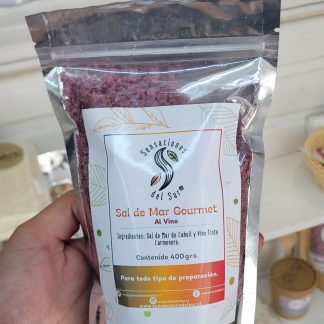 Sensaciones
del Sur
Sal de Mar Gourmet
Al Vino
Ingredientes: Sal de Mar de Cahuil y Vino Tinto
Carmenere.
Contenido 400grs.
Para todo tipo de preparación.